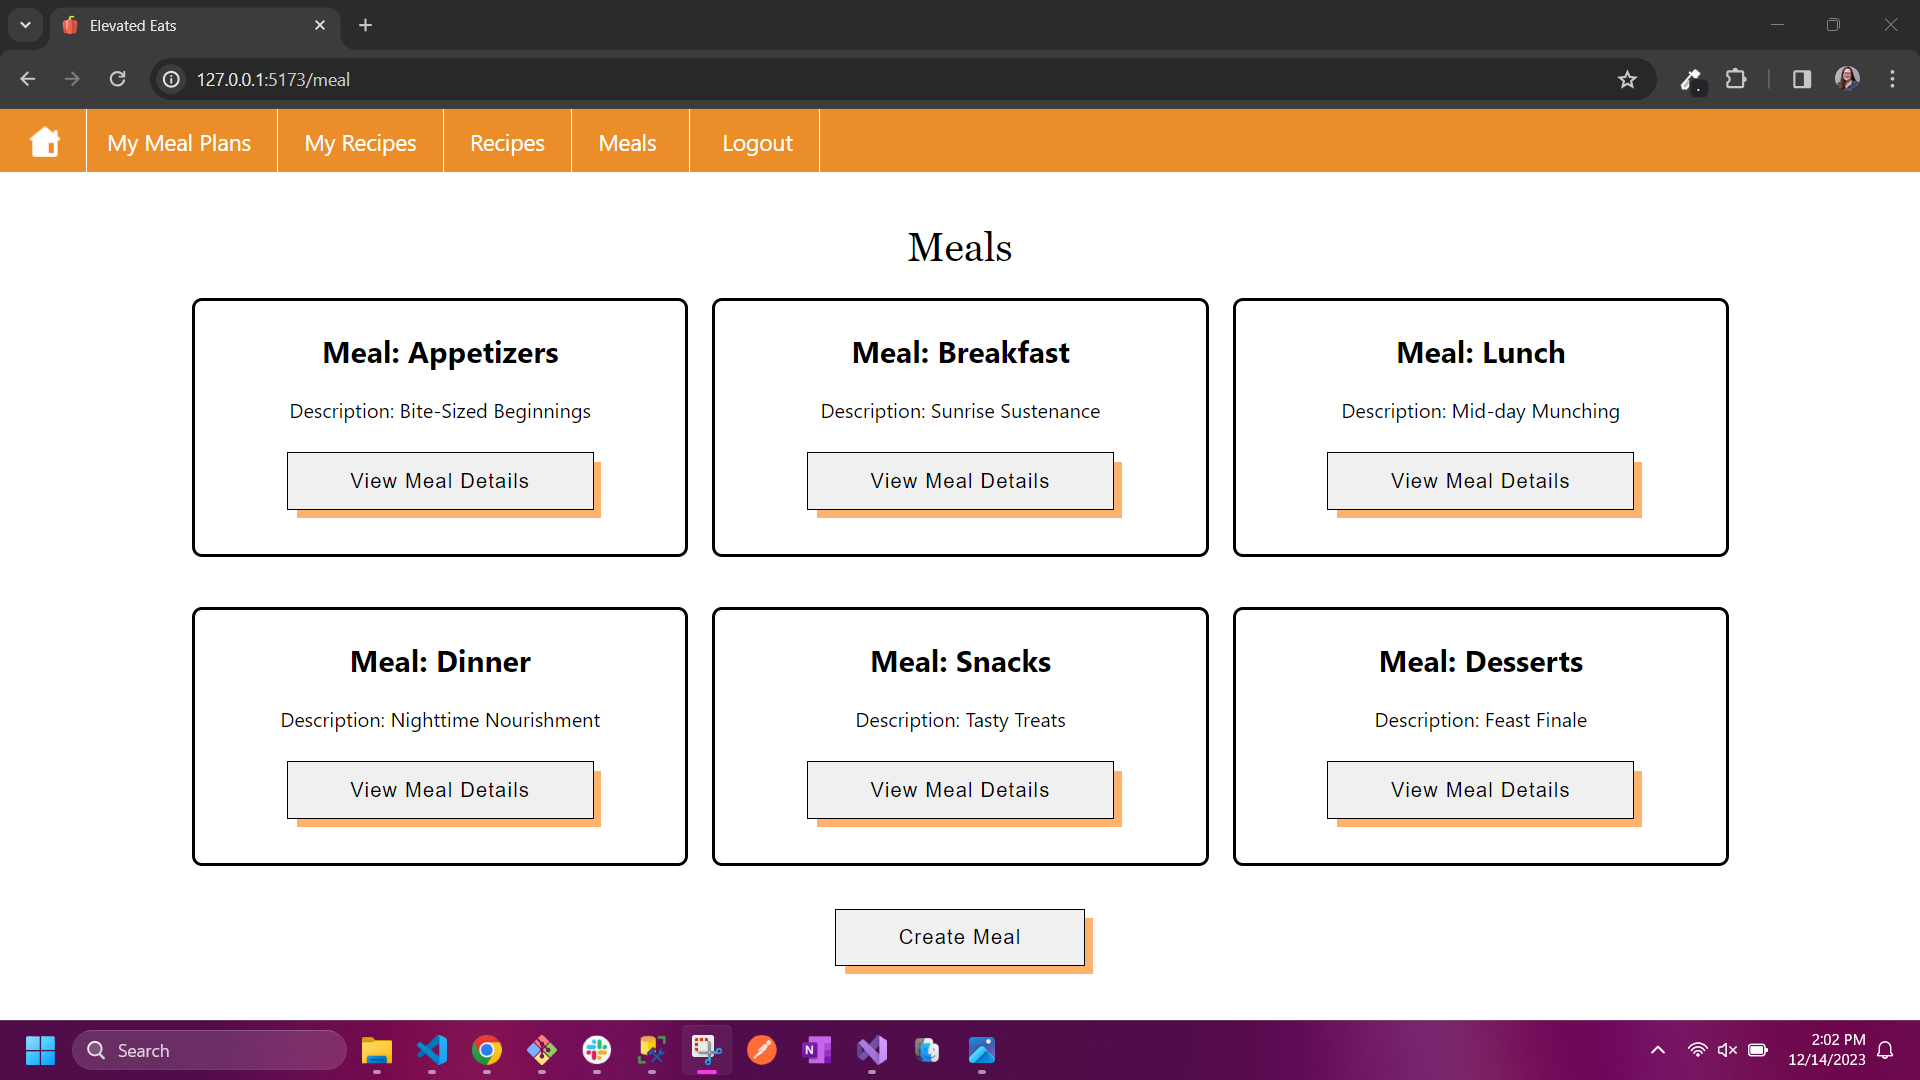 Elevated Eats
127.0.0.1:5173/meal
My Meal Plans
My Recipes
Recipes
Meals
Logout
Meals
Meal: Appetizers
Description: Bite-Sized Beginnings
View Meal Details
Meal: Breakfast
Description: Sunrise Sustenance
View Meal Details
Meal: Lunch
Description: Mid-day Munching
View Meal Details
Meal: Dinner
Description: Nighttime Nourishment
View Meal Details
Meal: Snacks
Description: Tasty Treats
View Meal Details
Meal: Desserts
Description: Feast Finale
View Meal Details
Create Meal
Search
N
2:02 PM
12/14/2023